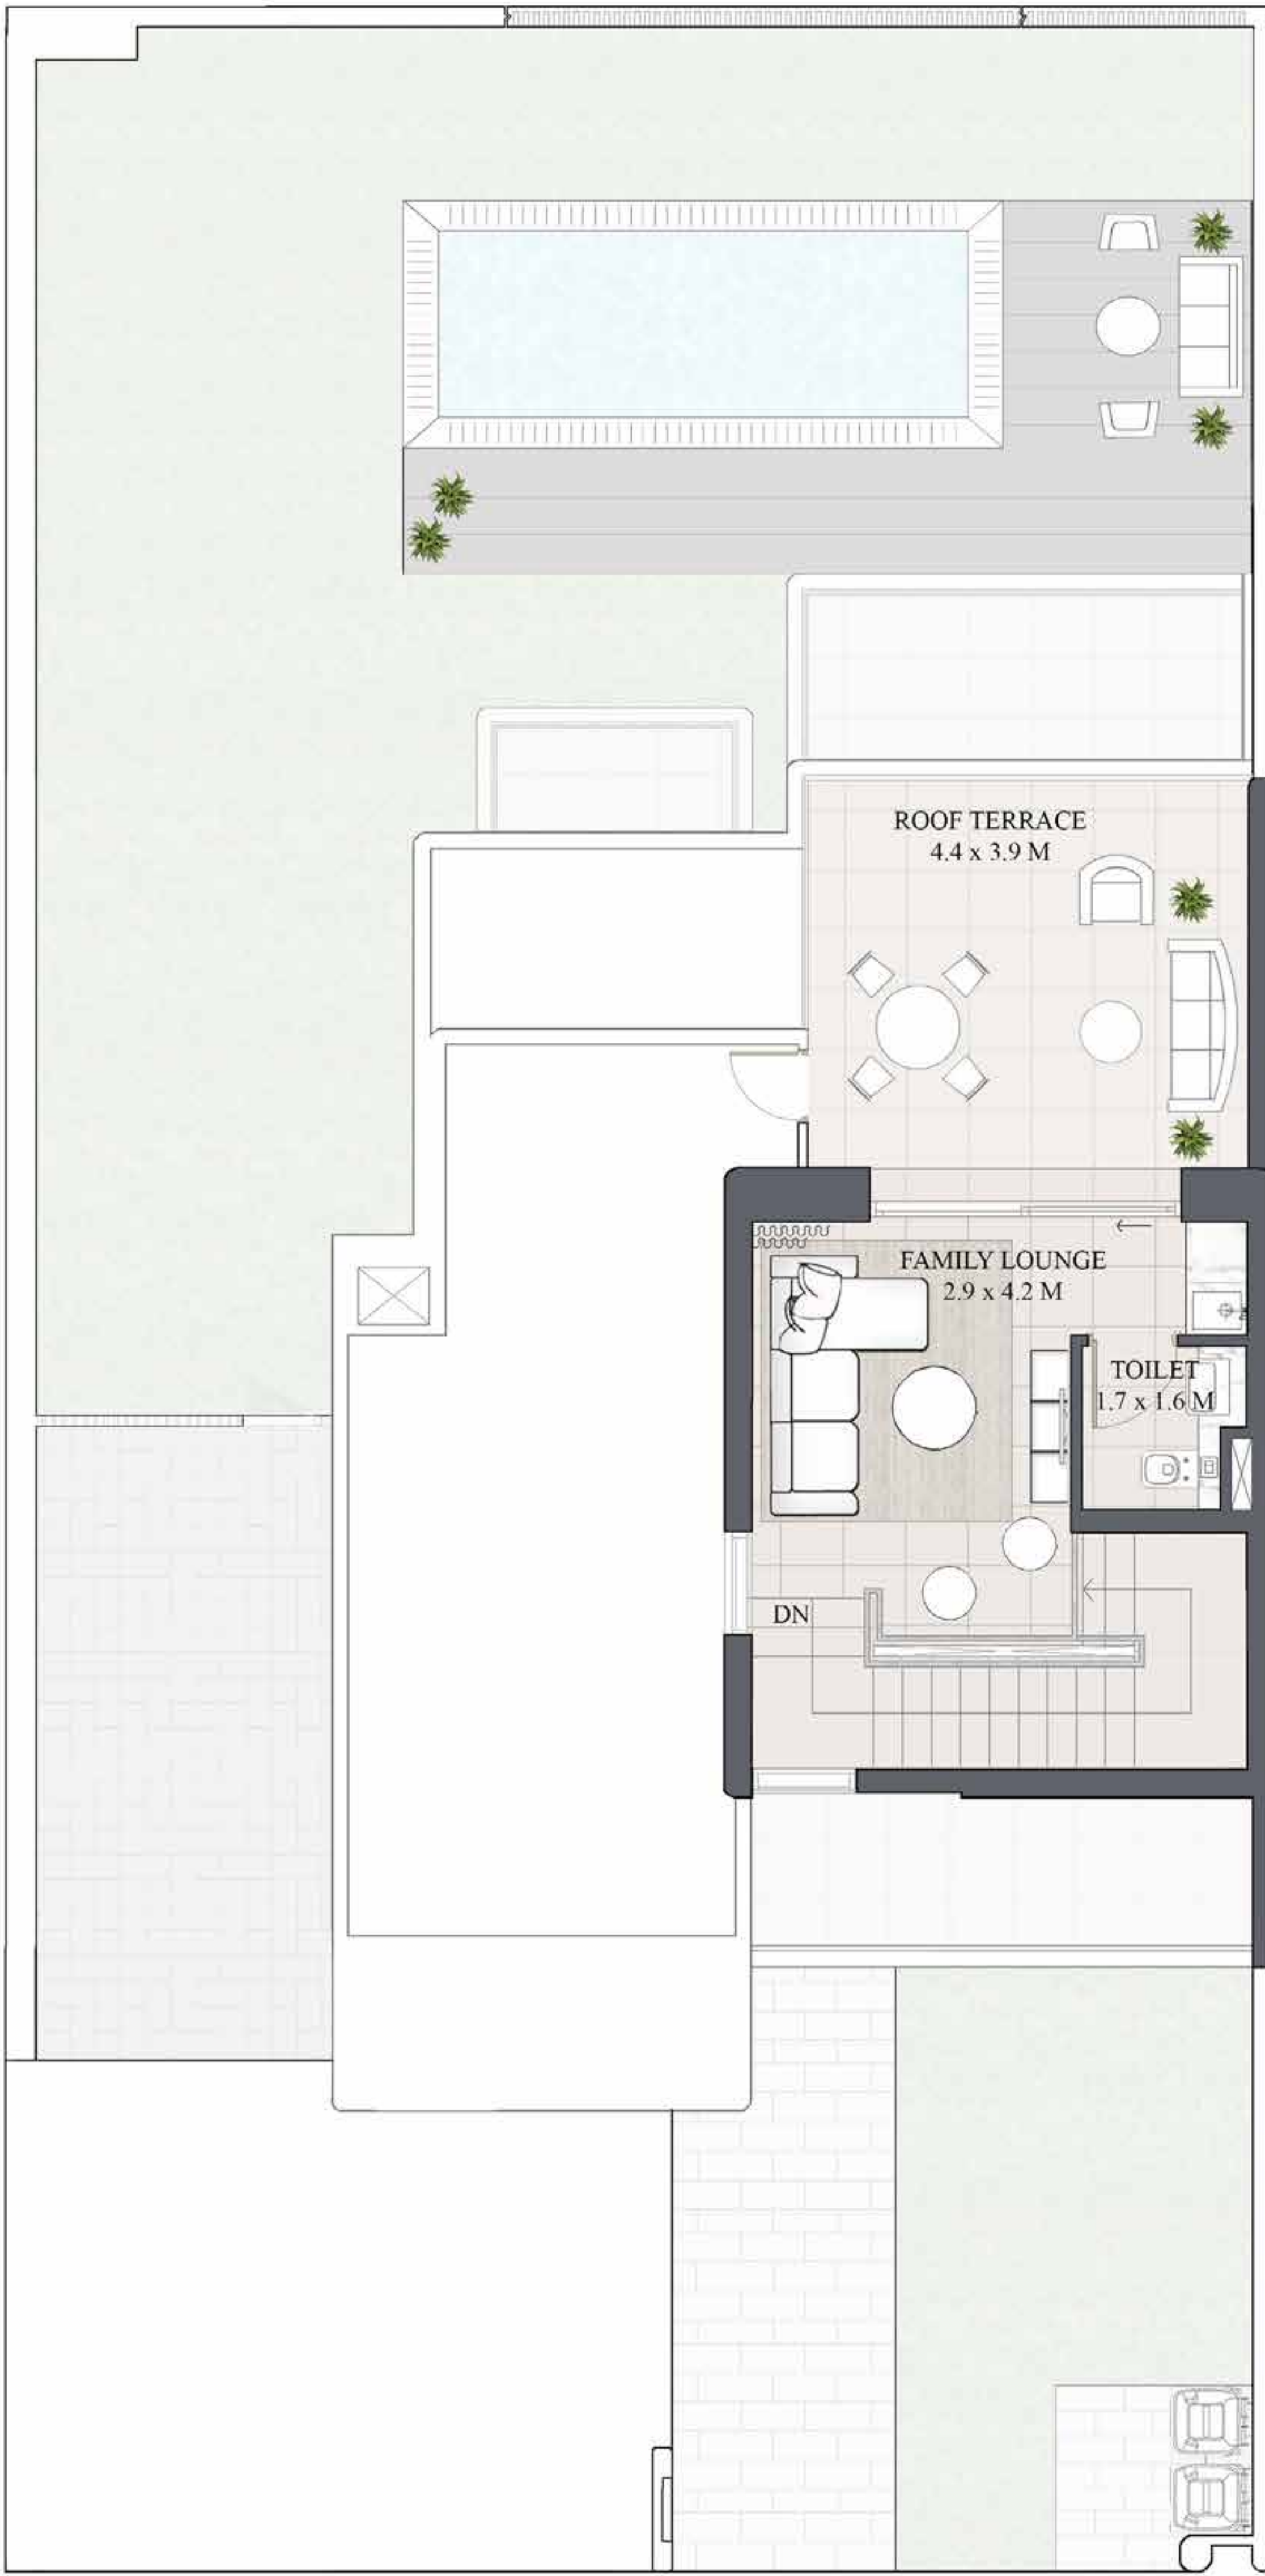 ROOF TERRACE
4.4 x 3.9 M
FAMILY LOUNGE
2.9 x 4.2 M
TOILET
1.7 x 1.6 M
DN